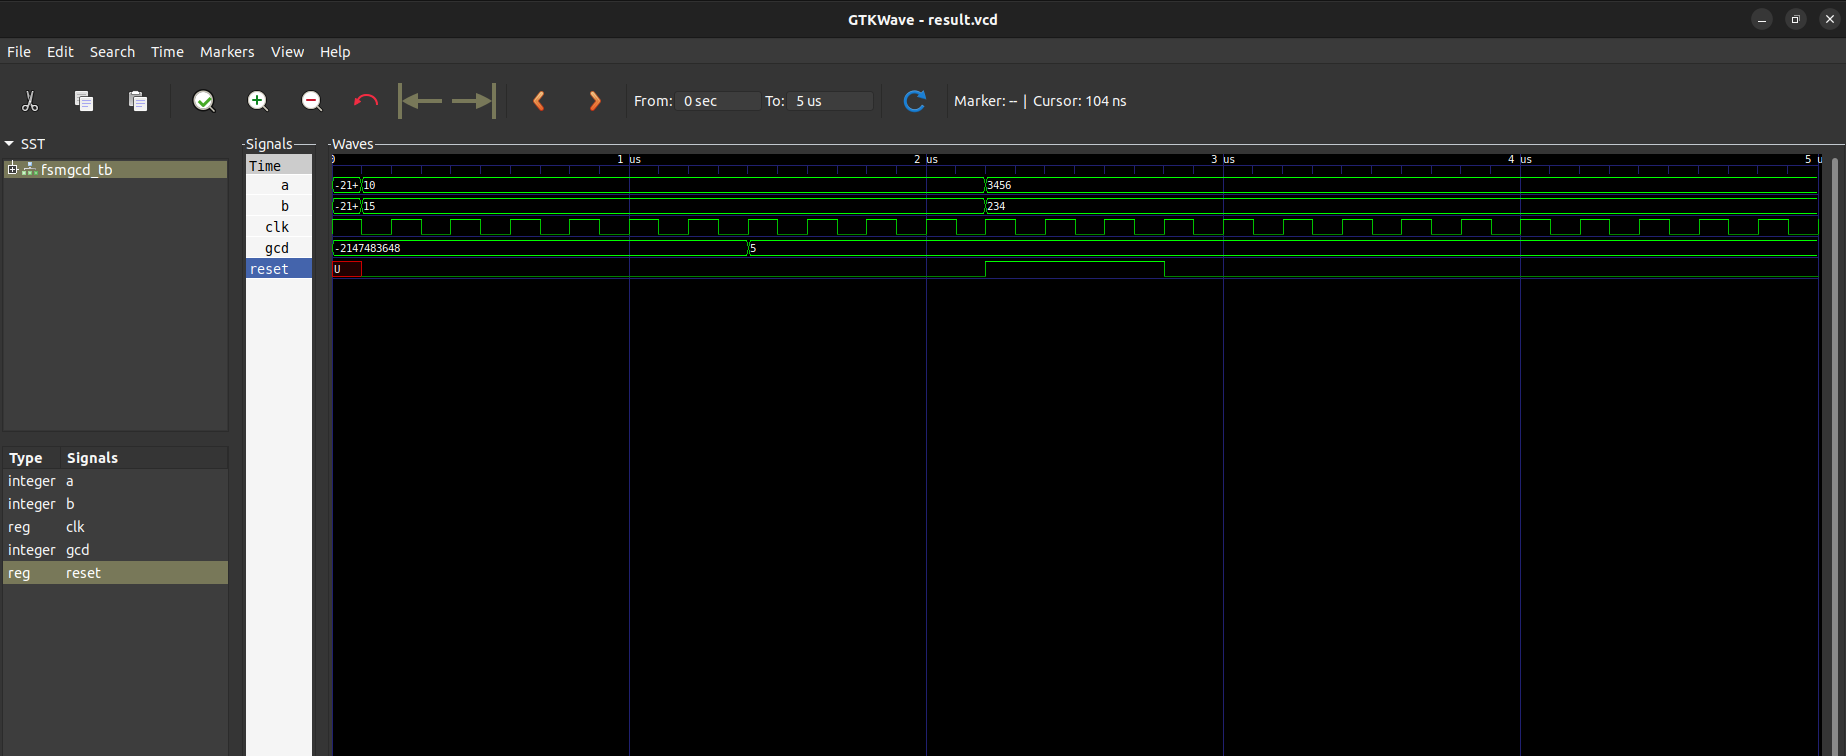 GTKWave - result.vcd
File Edit Search Time Markers View Help
From: 0 sec To: 5 us Marker: -- | Cursor: 104 ns
SST
fsmgcd_tb
Type Signals
integer a
integer b
reg clk
integer gcd
reg reset
Signals
Time
a
b
clk
gcd
reset
Waves
0 1 us 2 us 3 us 4 us 5 u
-21+ 10 3456
-21+ 15 234
-2147483648 5
U